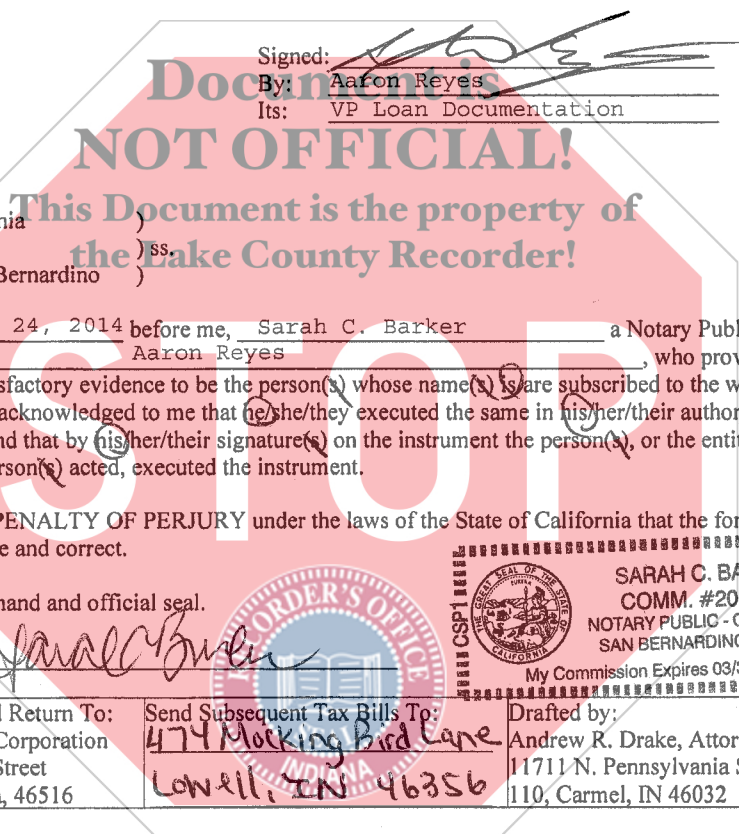 Signed:
By: Aaron Reyes
Its: VP Loan Documentation
Document is
NOT OFFICIAL!
This Document is the property of
the Lake County Recorder!
nia )
) ss.
Bernardino )
24, 2014 before me, Sarah C. Barker a Notary Publ
Aaron Reyes , who prov
sfactory evidence to be the person(s) whose name(s) is/are subscribed to the w
acknowledged to me that he/she/they executed the same in his/her/their author
nd that by his/her/their signature(s) on the instrument the person(s), or the entit
rson(s) acted, executed the instrument.
STOP
PENALTY OF PERJURY under the laws of the State of California that the for
e and correct.
hand and official seal.
Sarah C Barker
CSP1
THE GREAT SEAL OF THE STATE OF CALIFORNIA
EUREKA
SARAH C. BA
COMM. #20
NOTARY PUBLIC - C
SAN BERNARDINO
My Commission Expires 03/
RECORDER'S OFFICE
INDIANA
d Return To:
Corporation
Street
, 46516
Send Subsequent Tax Bills To:
474 Mocking Bird Lane
Lowell, IN 46356
Drafted by:
Andrew R. Drake, Attor
11711 N. Pennsylvania S
110, Carmel, IN 46032